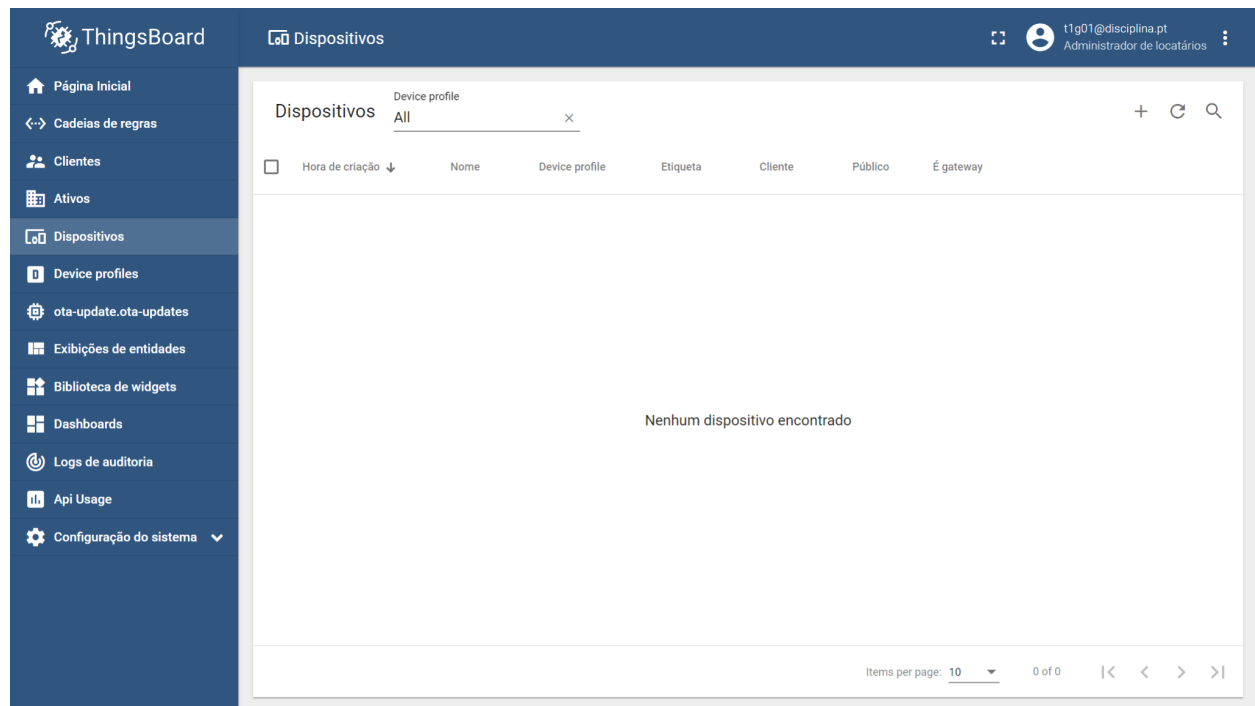 ThingsBoard
Dispositivos
t1g01@disciplina.pt
Administrador de locatários
Página Inicial
Cadeias de regras
Clientes
Ativos
Dispositivos
Device profiles
ota-update.ota-updates
Exibições de entidades
Biblioteca de widgets
Dashboards
Logs de auditoria
Api Usage
Configuração do sistema
Dispositivos
Device profile
All
Hora de criação Nome Device profile Etiqueta Cliente Público É gateway
Nenhum dispositivo encontrado
Items per page: 10 0 of 0